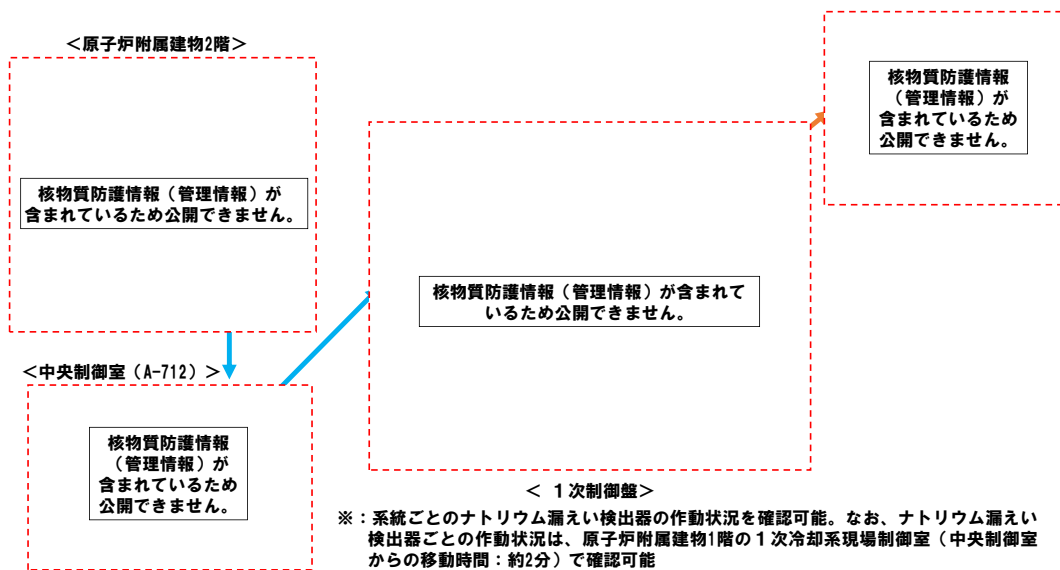 ＜原子炉附属建物2階＞
核物質防護情報（管理情報）が
含まれているため公開できません。
＜中央制御室（A-712）＞
核物質防護情報
（管理情報）が
含まれているため
公開できません。
核物質防護情報（管理情報）が含まれて
いるため公開できません。
＜ １次制御盤＞
核物質防護情報
（管理情報）が
含まれているため
公開できません。
※：系統ごとのナトリウム漏えい検出器の作動状況を確認可能。なお、ナトリウム漏えい
検出器ごとの作動状況は、原子炉附属建物1階の１次冷却系現場制御室（中央制御室
からの移動時間：約2分）で確認可能